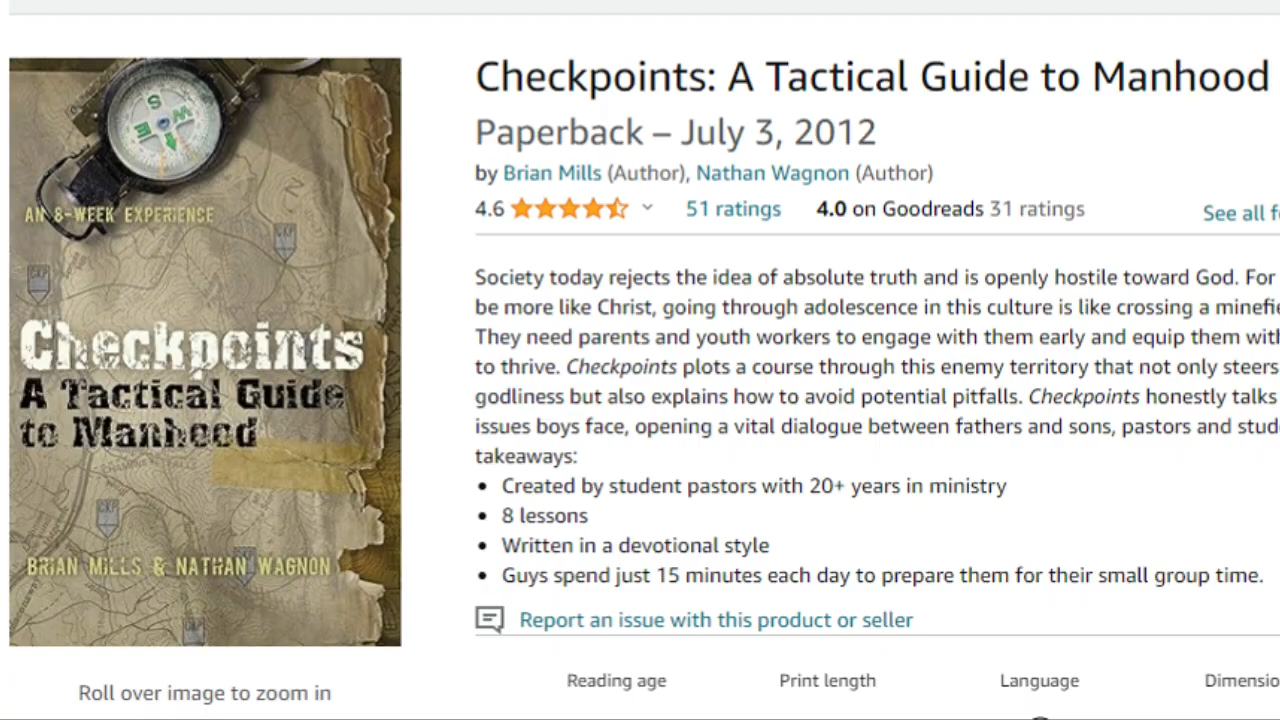 Checkpoints: A Tactical Guide to Manhood
Paperback – July 3, 2012
by Brian Mills (Author), Nathan Wagnon (Author)
4.6
51 ratings
4.0 on Goodreads 31 ratings
See all
Society today rejects the idea of absolute truth and is openly hostile toward God. For
be more like Christ, going through adolescence in this culture is like crossing a
They need parents and youth workers to engage with them early and equip them with
to thrive. Checkpoints plots a course through this enemy territory that not only steers
godliness but also explains how to avoid potential pitfalls. Checkpoints honestly talks
issues boys face, opening a vital dialogue between fathers and sons, pastors and
takeaways:
• Created by student pastors with 20+ years in ministry
• 8 lessons
• Written in a devotional style
• Guys spend just 15 minutes each day to prepare them for their small group time.
Report an issue with this product or seller
Reading age
Print length
Language
S
W
E
N
AN 8-WEEK EXPERIENCE
CKP
CKP
Checkpoints
A Tactical Guide
to Manhood
CKP
BRIAN MILLS & NATHAN WAGNON
CKP
Roll over image to zoom in